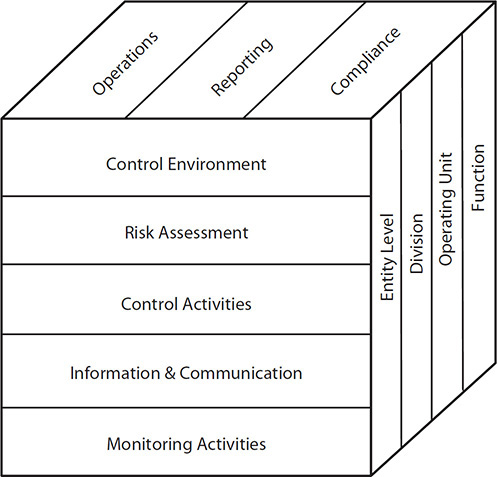 Operations
Reporting
Compliance
Control Environment
Risk Assessment
Control Activities
Information & Communication
Monitoring Activities
Entity Level
Division
Operating Unit
Function